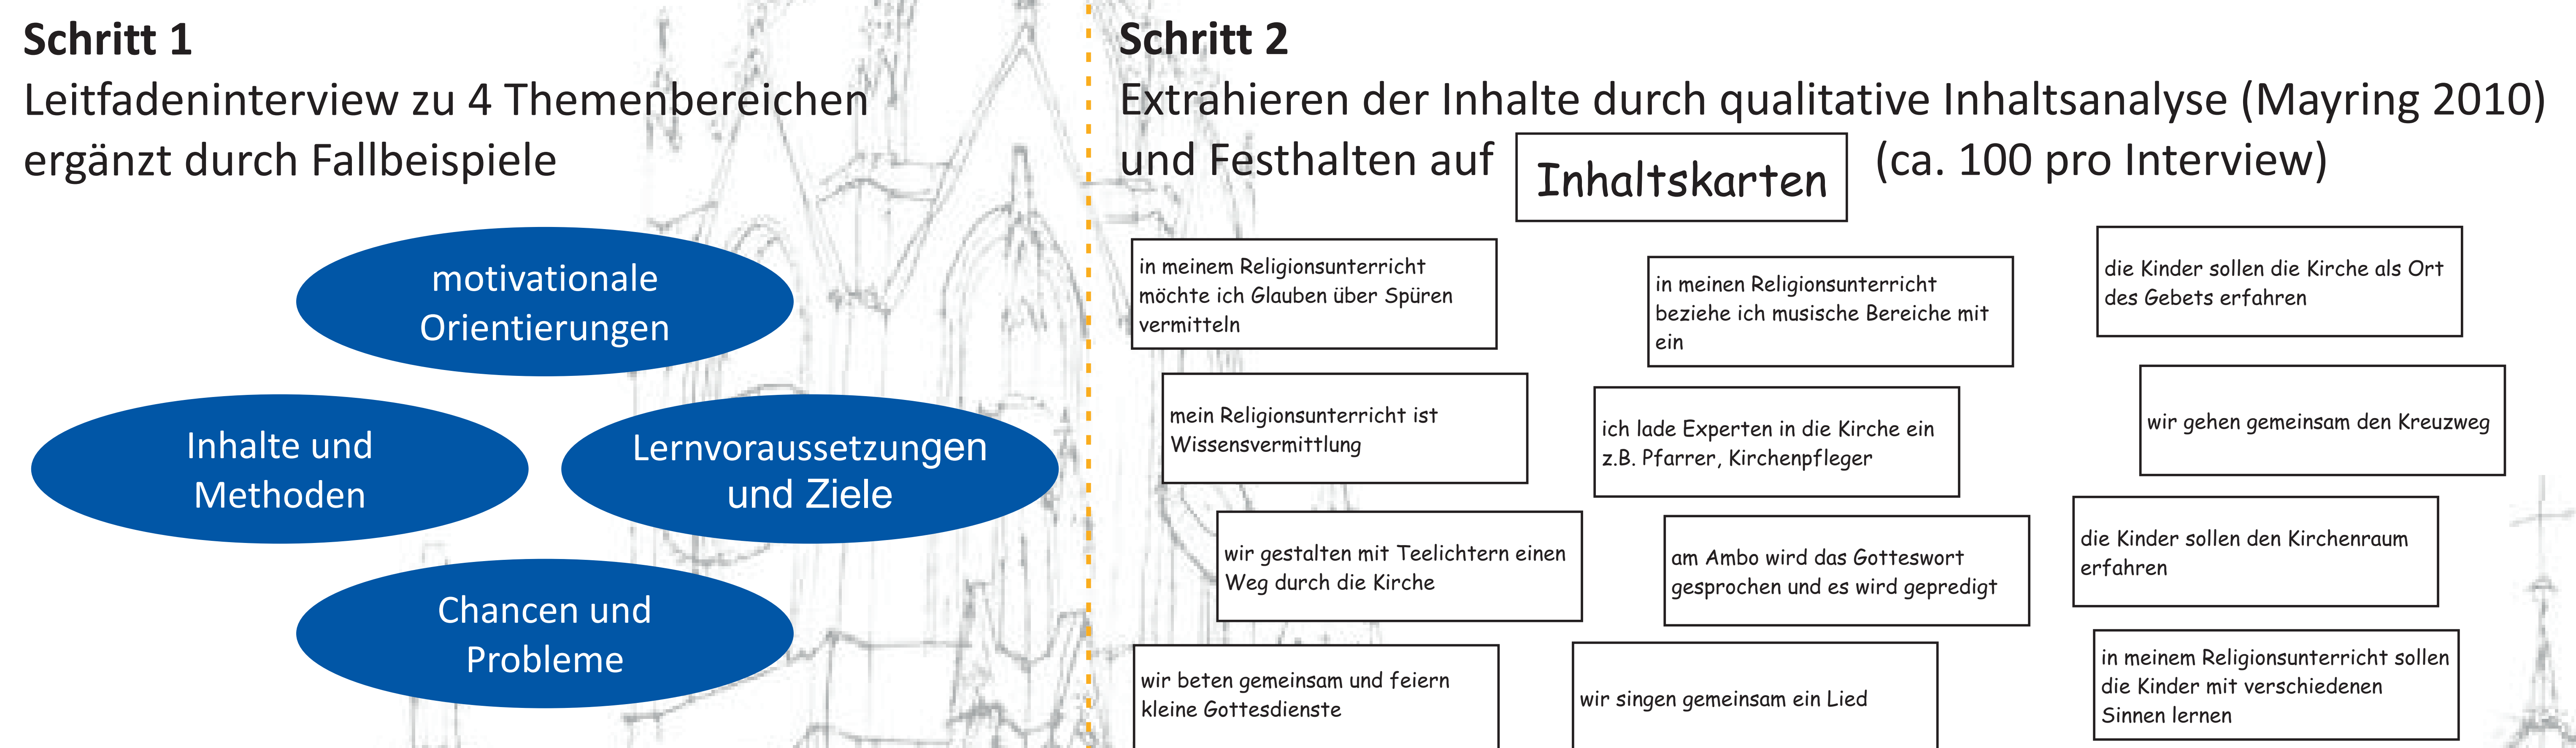 Schritt 1
Leitfadeninterview zu 4 Themenbereichen
ergänzt durch Fallbeispiele
motivationale
Orientierungen
Inhalte und
Methoden
Lernvoraussetzungen
und Ziele
Chancen und
Probleme
Schritt 2
Extrahieren der Inhalte durch qualitative Inhaltsanalyse (Mayring 2010)
und Festhalten auf Inhaltskarten (ca. 100 pro Interview)
in meinem Religionsunterricht
möchte ich Glauben über Spüren
vermitteln
in meinen Religionsunterricht
beziehe ich musische Bereiche mit
ein
die Kinder sollen die Kirche als Ort
des Gebets erfahren
mein Religionsunterricht ist
Wissensvermittlung
ich lade Experten in die Kirche ein
z.B. Pfarrer, Kirchenpfleger
wir gehen gemeinsam den Kreuzweg
wir gestalten mit Teelichtern einen
Weg durch die Kirche
am Ambo wird das Gotteswort
gesprochen und es wird gepredigt
die Kinder sollen den Kirchenraum
erfahren
wir beten gemeinsam und feiern
kleine Gottesdienste
wir singen gemeinsam ein Lied
in meinem Religionsunterricht sollen
die Kinder mit verschiedenen
Sinnen lernen